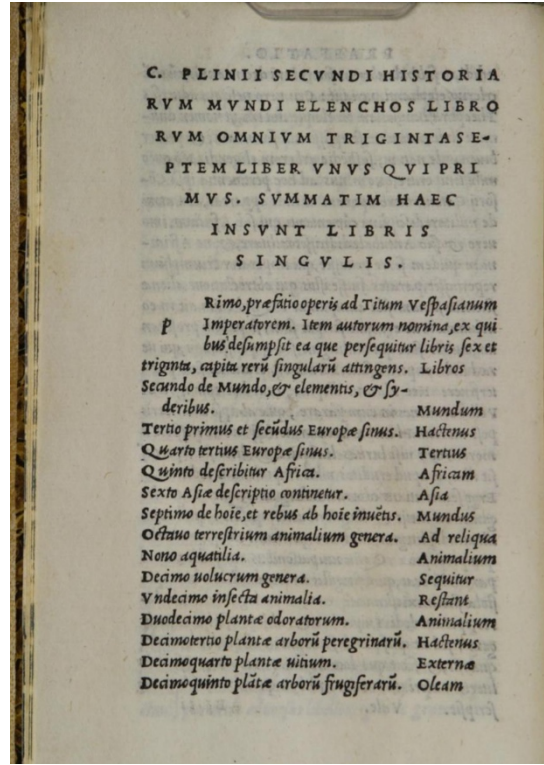 C. PLINII SECVNDI HISTORIA
RVM MVNDI ELENCHOS LIBRO
RVM OMNIVM TRIGINTASE-
PTEM LIBER VNVS QVI PRI
MVS. SVMMATIM HAEC
INSVNT LIBRIS
SINGVLIS.
Rimo, præfatio operis ad Titum Vespasianum
p Imperatorem. Item autorum nomina, ex qui
bus desumpsit ea que persequitur libris sex et
triginta, capita rerũ singularũ attingens. Libros
Secundo de Mundo, & elementis, & sy-
deribus. Mundum
Tertio primus et secũdus Europæ sinus. Hactenus
Quarto tertius Europæ sinus. Tertius
Quinto describitur Africa. Africam
Sexto Asiæ descriptio continetur. Asia
Septimo de hoĩe, et rebus ab hoĩe inuẽtis. Mundus
Octauo terrestrium animalium genera. Ad reliqua
Nono aquatilia. Animalium
Decimo uolucrum genera. Sequitur
Vndecimo insecta animalia. Restant
Duodecimo plantæ odoratorum. Animalium
Decimotertio plantæ arborũ peregrinarũ. Hactenus
Decimoquarto plantæ uitium. Externæ
Decimoquinto plãtæ arborũ frugiferarũ. Oleam